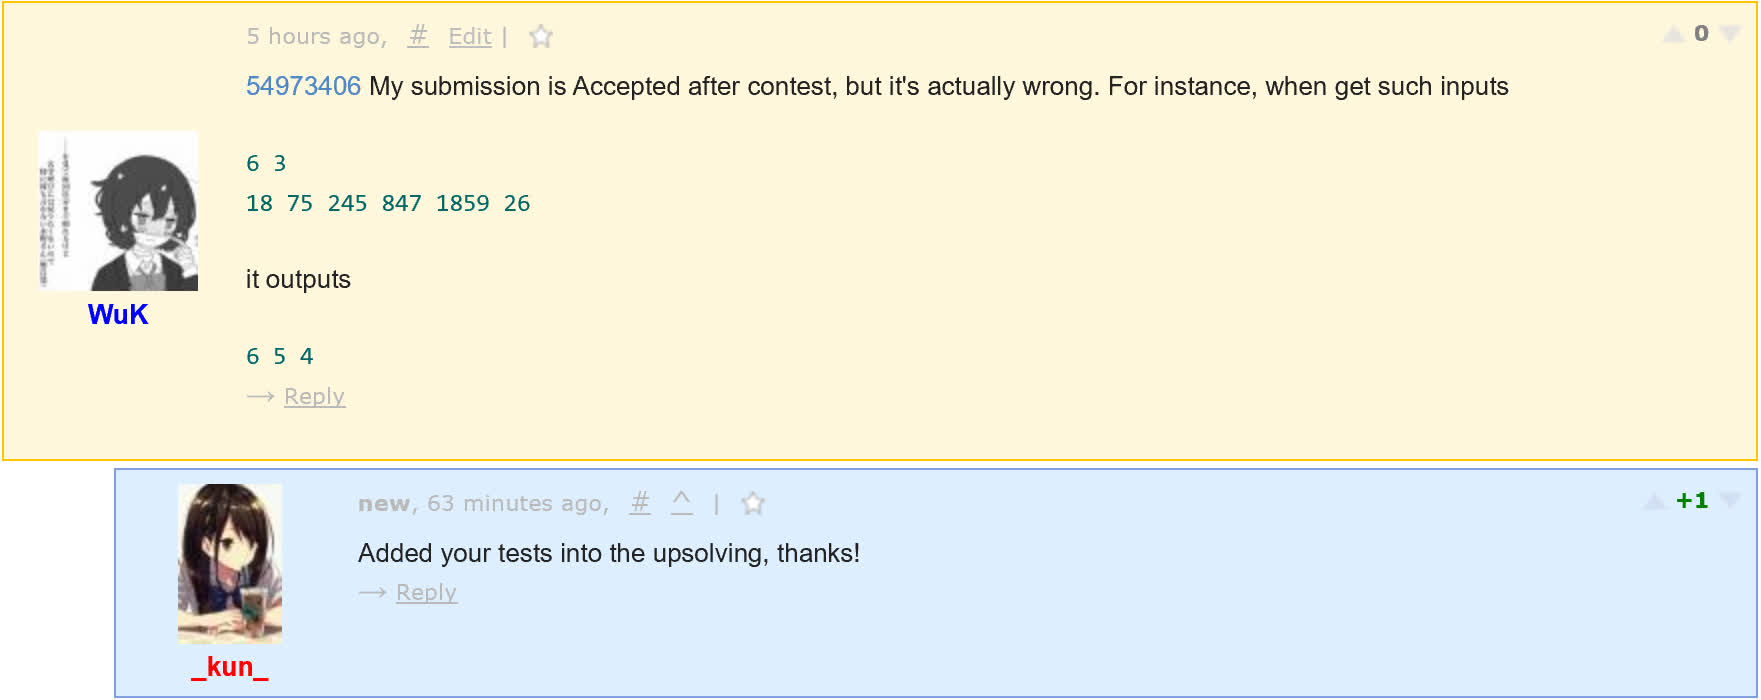 5 hours ago, # Edit |
0
54973406 My submission is Accepted after contest, but it's actually wrong. For instance, when get such inputs
6 3
18 75 245 847 1859 26
it outputs
WuK
6 5 4
→ Reply
new, 63 minutes ago, # ^ |
+1
Added your tests into the upsolving, thanks!
→ Reply
_kun_